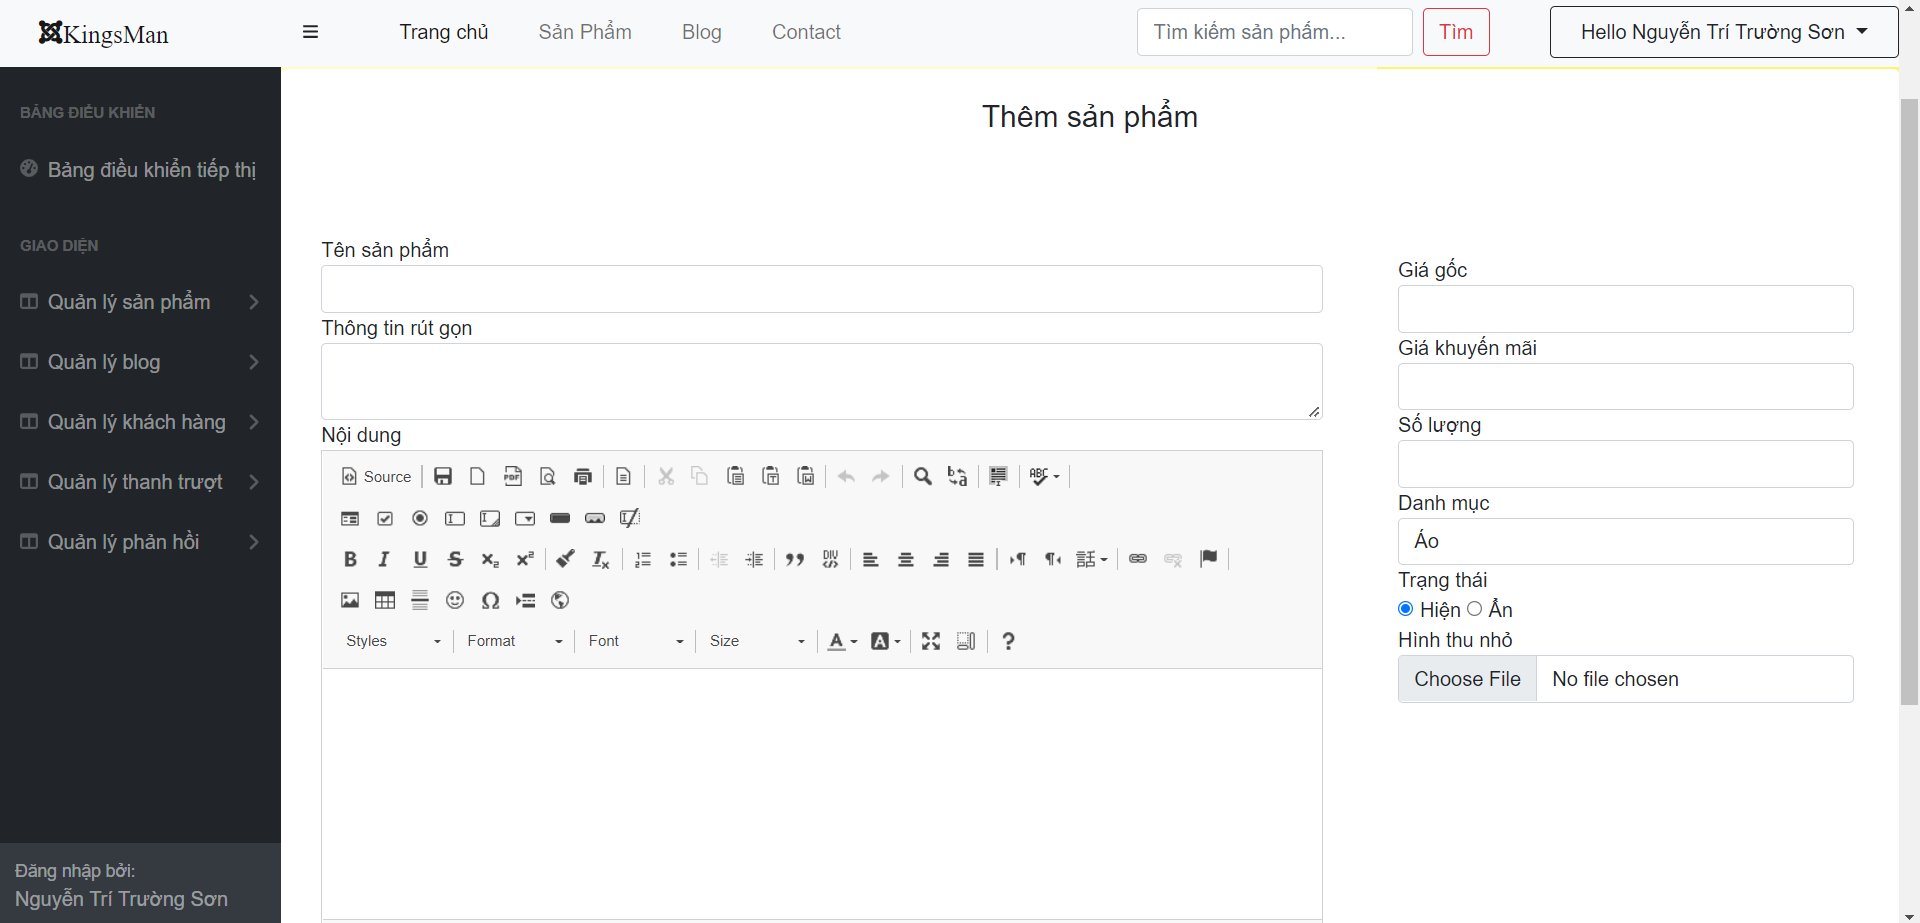 KingsMan
Trang chủ
Sản Phẩm
Blog
Contact
Tìm kiếm sản phẩm...
Tìm
Hello Nguyễn Trí Trường Sơn
BẢNG ĐIỀU KHIỂN
Bảng điều khiển tiếp thị
GIAO DIỆN
Quản lý sản phẩm
Quản lý blog
Quản lý khách hàng
Quản lý thanh trượt
Quản lý phản hồi
Đăng nhập bởi:
Nguyễn Trí Trường Sơn
Thêm sản phẩm
Tên sản phẩm
Thông tin rút gọn
Nội dung
Source
Styles
Format
Font
Size
Giá gốc
Giá khuyến mãi
Số lượng
Danh mục
Áo
Trạng thái
Hiện Ẩn
Hình thu nhỏ
Choose File No file chosen